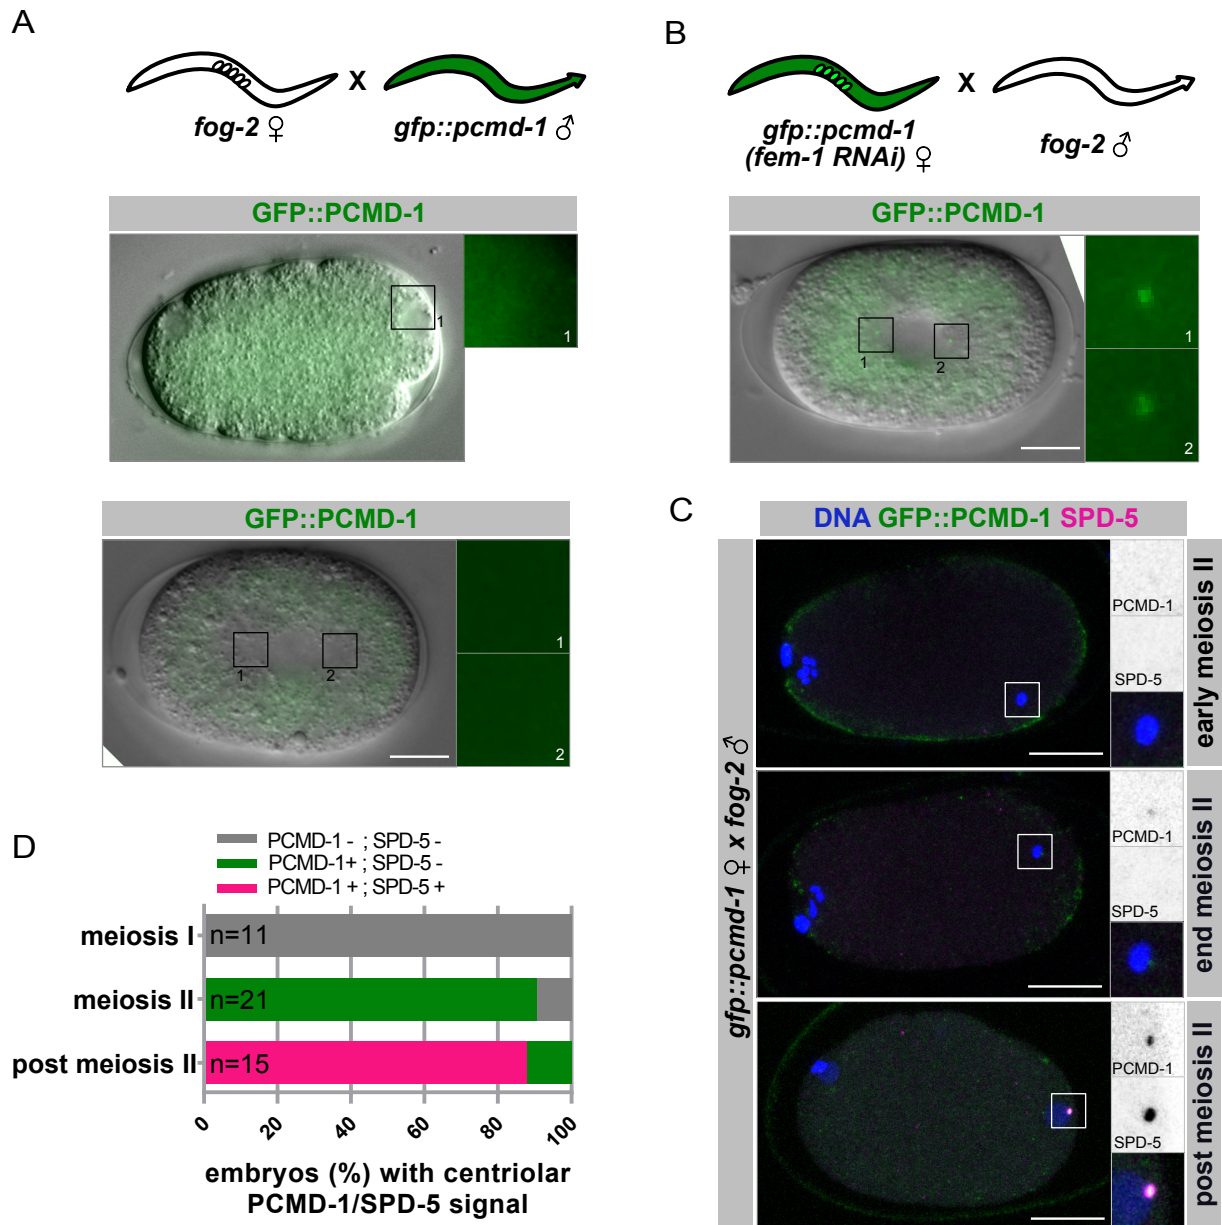 A
fog-2 ♀ X gfp::pcmd-1 ♂
GFP::PCMD-1
1
1
GFP::PCMD-1
1
2
1
2
B
gfp::pcmd-1
(fem-1 RNAi) ♀ X fog-2 ♂
GFP::PCMD-1
1
2
1
2
C
DNA GFP::PCMD-1 SPD-5
gfp::pcmd-1 ♀ x fog-2 ♂
PCMD-1
SPD-5
early meiosis II
PCMD-1
SPD-5
end meiosis II
PCMD-1
SPD-5
post meiosis II
D
PCMD-1 - ; SPD-5 -
PCMD-1+ ; SPD-5 -
PCMD-1 + ; SPD-5 +
meiosis I n=11
meiosis II n=21
post meiosis II n=15
0 20 40 60 80 100
embryos (%) with centriolar
PCMD-1/SPD-5 signal